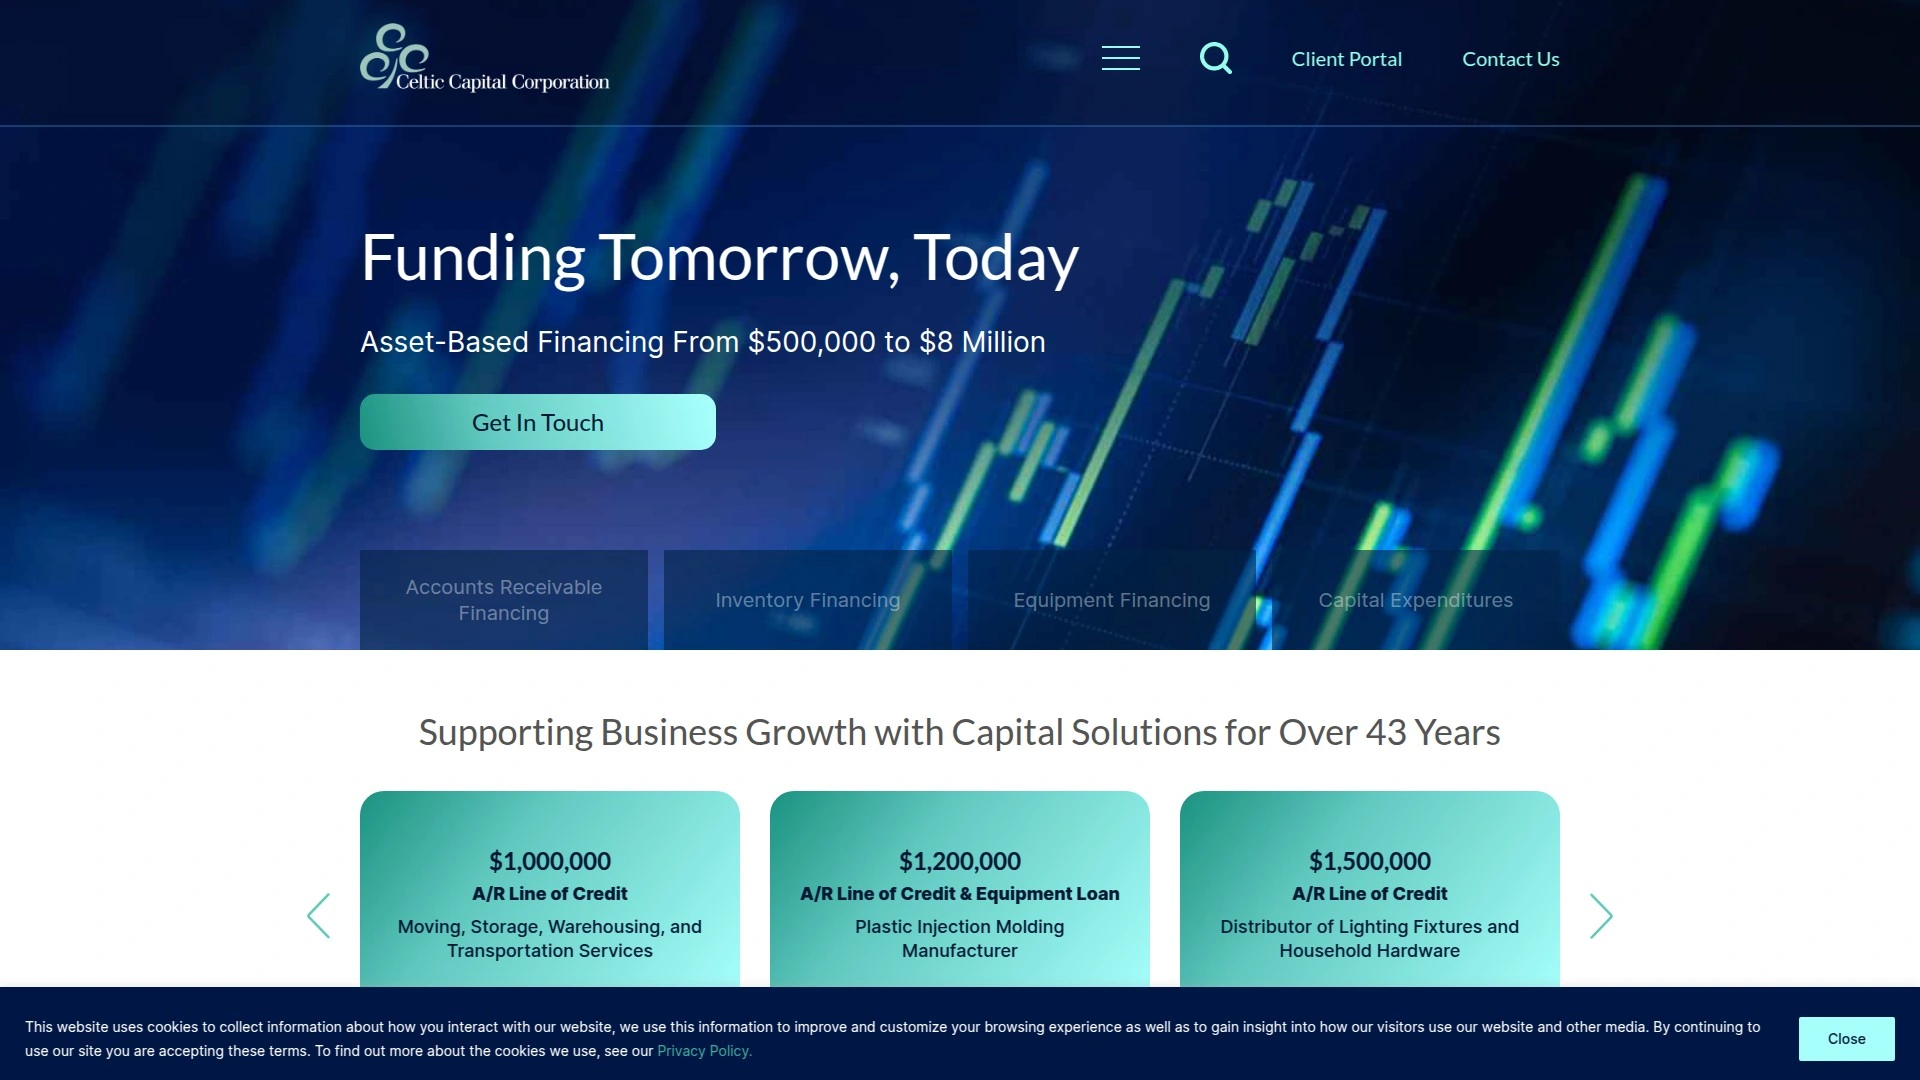 Celtic Capital Corporation
Client Portal
Contact Us
Funding Tomorrow, Today
Asset-Based Financing From $500,000 to $8 Million
Get In Touch
Accounts Receivable
Financing
Inventory Financing
Equipment Financing
Capital Expenditures
Supporting Business Growth with Capital Solutions for Over 43 Years
$1,000,000
A/R Line of Credit
Moving, Storage, Warehousing, and
Transportation Services
$1,200,000
A/R Line of Credit & Equipment Loan
Plastic Injection Molding
Manufacturer
$1,500,000
A/R Line of Credit
Distributor of Lighting Fixtures and
Household Hardware
This website uses cookies to collect information about how you interact with our website, we use this information to improve and customize your browsing experience as well as to gain insight into how our visitors use our website and other media. By continuing to
use our site you are accepting these terms. To find out more about the cookies we use, see our Privacy Policy.
Close